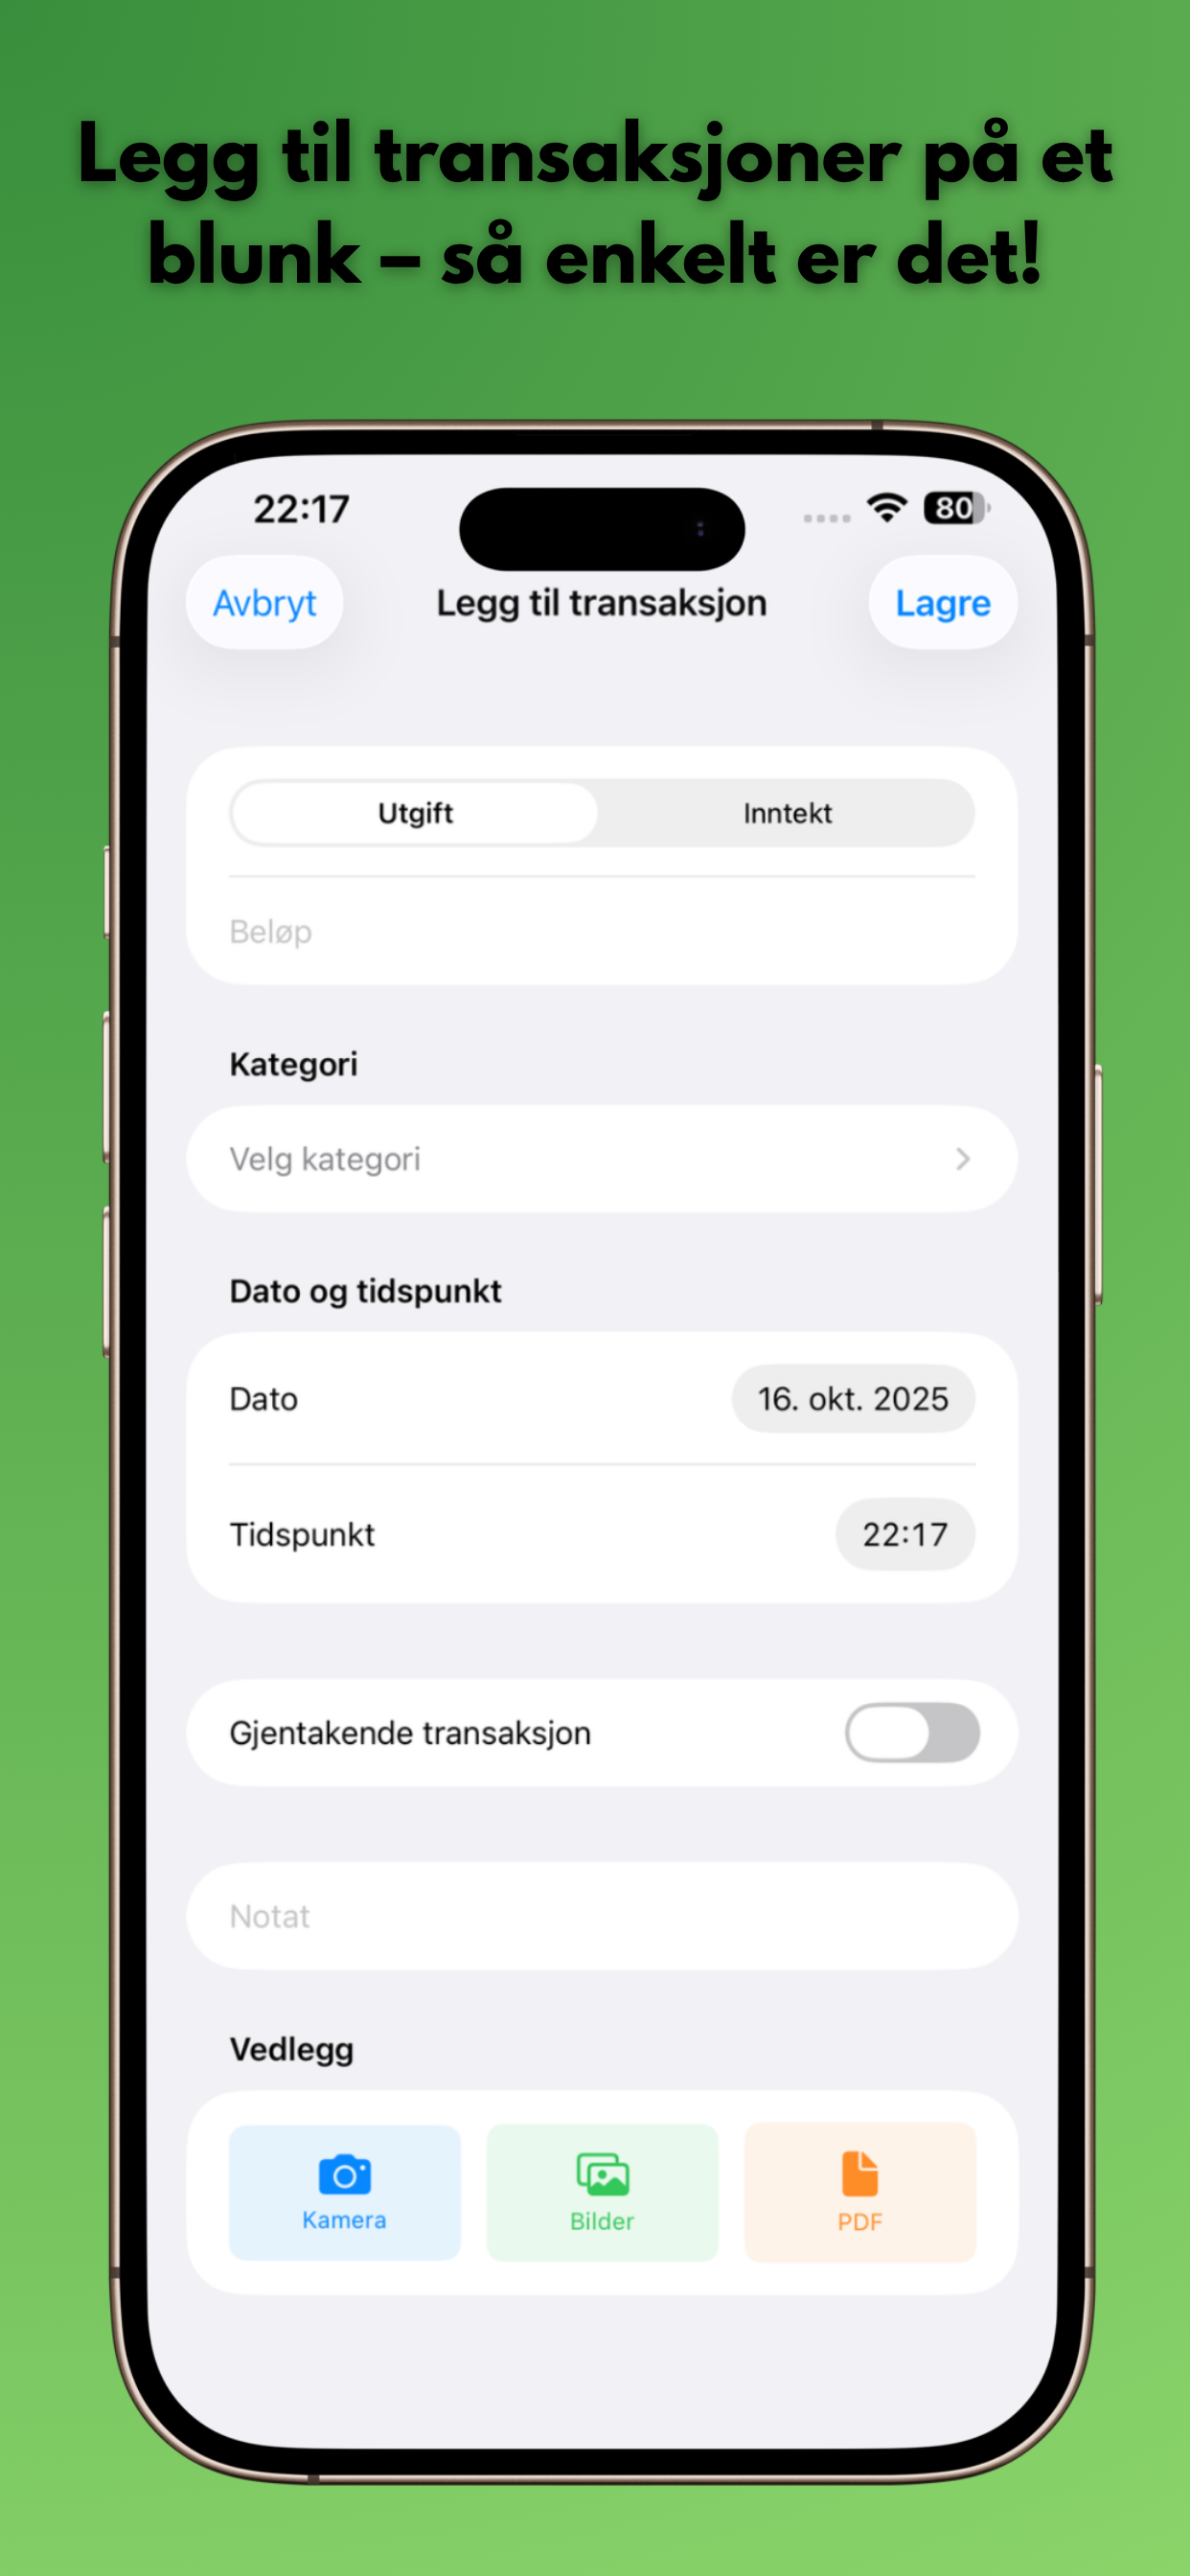 Legg til transaksjoner på et
blunk – så enkelt er det!
22:17
80
Avbryt
Legg til transaksjon
Lagre
Utgift
Inntekt
Beløp
Kategori
Velg kategori
Dato og tidspunkt
Dato
16. okt. 2025
Tidspunkt
22:17
Gjentakende transaksjon
Notat
Vedlegg
Kamera
Bilder
PDF